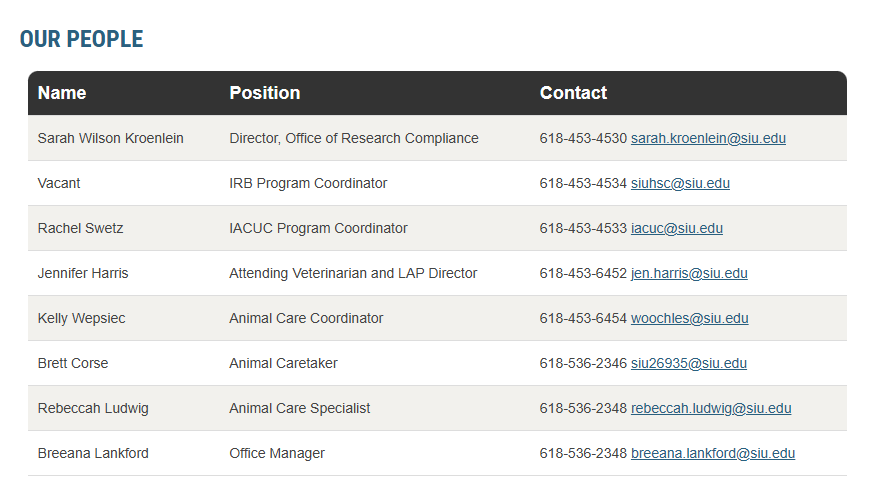 OUR PEOPLE
Name Position Contact
Sarah Wilson Kroenlein Director, Office of Research Compliance 618-453-4530 sarah.kroenlein@siu.edu
Vacant IRB Program Coordinator 618-453-4534 siuhsc@siu.edu
Rachel Swetz IACUC Program Coordinator 618-453-4533 iacuc@siu.edu
Jennifer Harris Attending Veterinarian and LAP Director 618-453-6452 jen.harris@siu.edu
Kelly Wepsiec Animal Care Coordinator 618-453-6454 woochles@siu.edu
Brett Corse Animal Caretaker 618-536-2346 siu26935@siu.edu
Rebeccah Ludwig Animal Care Specialist 618-536-2348 rebeccah.ludwig@siu.edu
Breeana Lankford Office Manager 618-536-2348 breeana.lankford@siu.edu